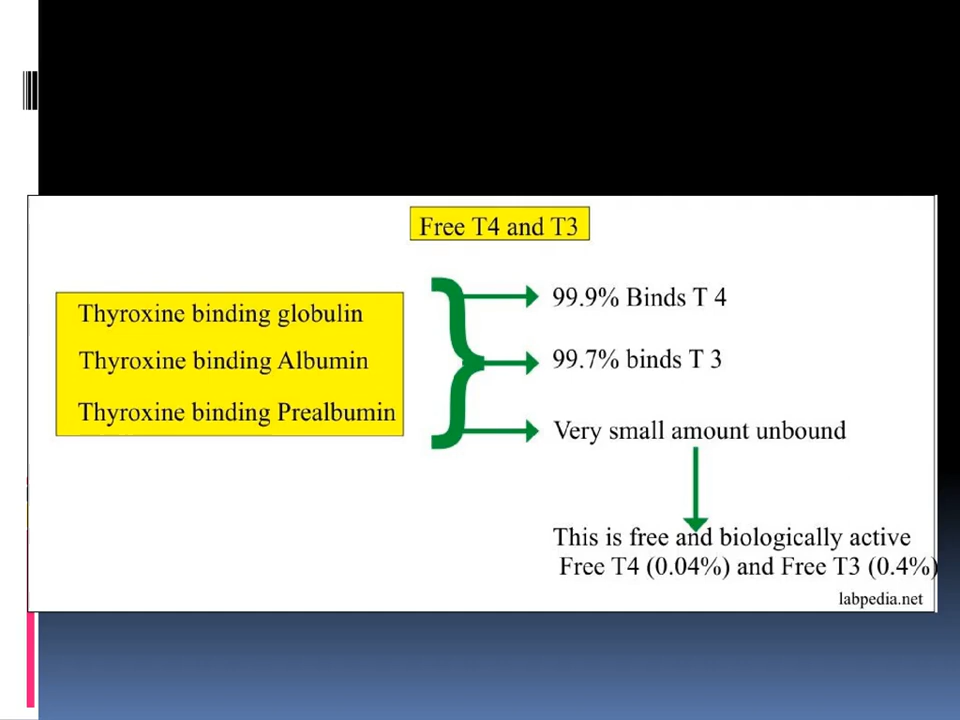 Free T4 and T3
Thyroxine binding globulin
Thyroxine binding Albumin
Thyroxine binding Prealbumin
99.9% Binds T 4
99.7% binds T 3
Very small amount unbound
This is free and biologically active
Free T4 (0.04%) and Free T3 (0.4%)
labpedia.net